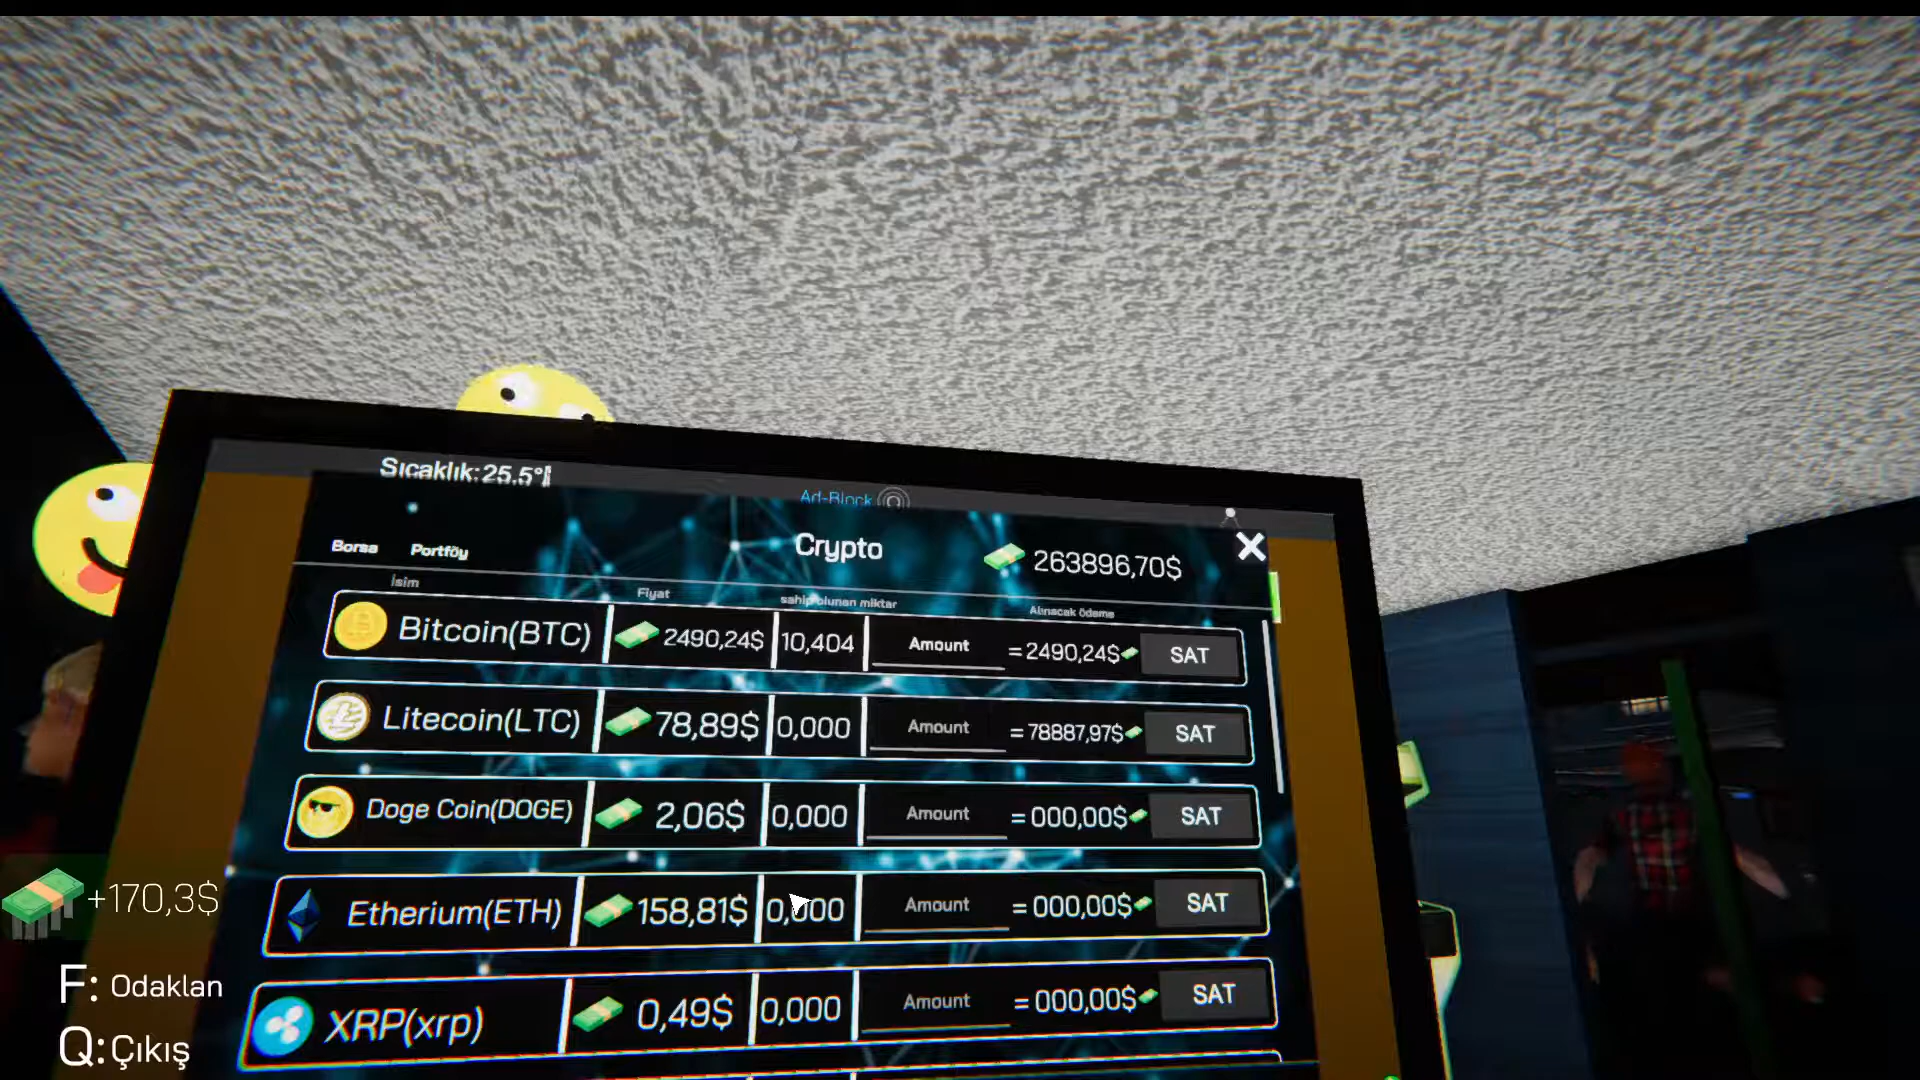 Sıcaklık:25.5°
Ad-Block
Borsa Portföy Crypto 263896,70$ X
İsim Fiyat sahip olunan miktar Alınacak ödeme
Bitcoin(BTC) 2490,24$ 10,404 Amount =2490,24$ SAT
Litecoin(LTC) 78,89$ 0,000 Amount =78887,97$ SAT
Doge Coin(DOGE) 2,06$ 0,000 Amount =000,00$ SAT
Etherium(ETH) 158,81$ 0,000 Amount =000,00$ SAT
XRP(xrp) 0,49$ 0,000 Amount =000,00$ SAT
+170,3$
F: Odaklan
Q:Çıkış